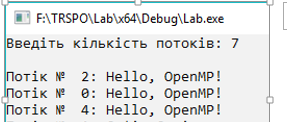 F:\TRSPO\Lab\x64\Debug\Lab.exe
Введіть кількість потоків: 7
Потік №  2: Hello, OpenMP!
Потік №  0: Hello, OpenMP!
Потік №  4: Hello, OpenMP!